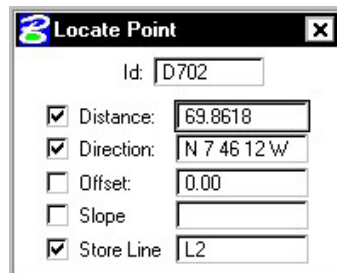 Locate Point
Id: D702
Distance: 69.8618
Direction: N 7 46 12 W
Offset: 0.00
Slope
Store Line L2